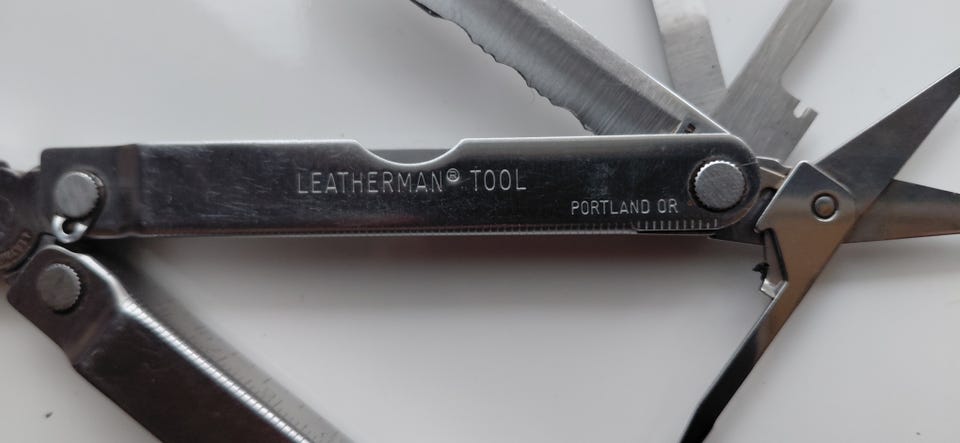 LEATHERMAN® TOOL
PORTLAND OR